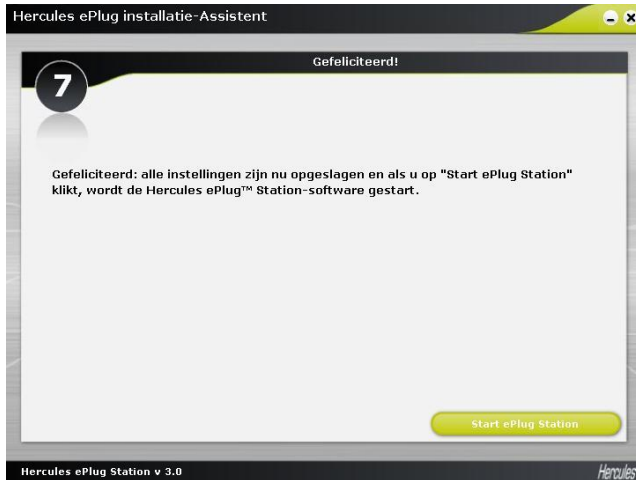 Hercules ePlug installatie-Assistent
Gefeliciteerd!
7
Gefeliciteerd: alle instellingen zijn nu opgeslagen en als u op "Start ePlug Station"
klikt, wordt de Hercules ePlug™ Station-software gestart.
Start ePlug Station
Hercules ePlug Station v 3.0
Hercules